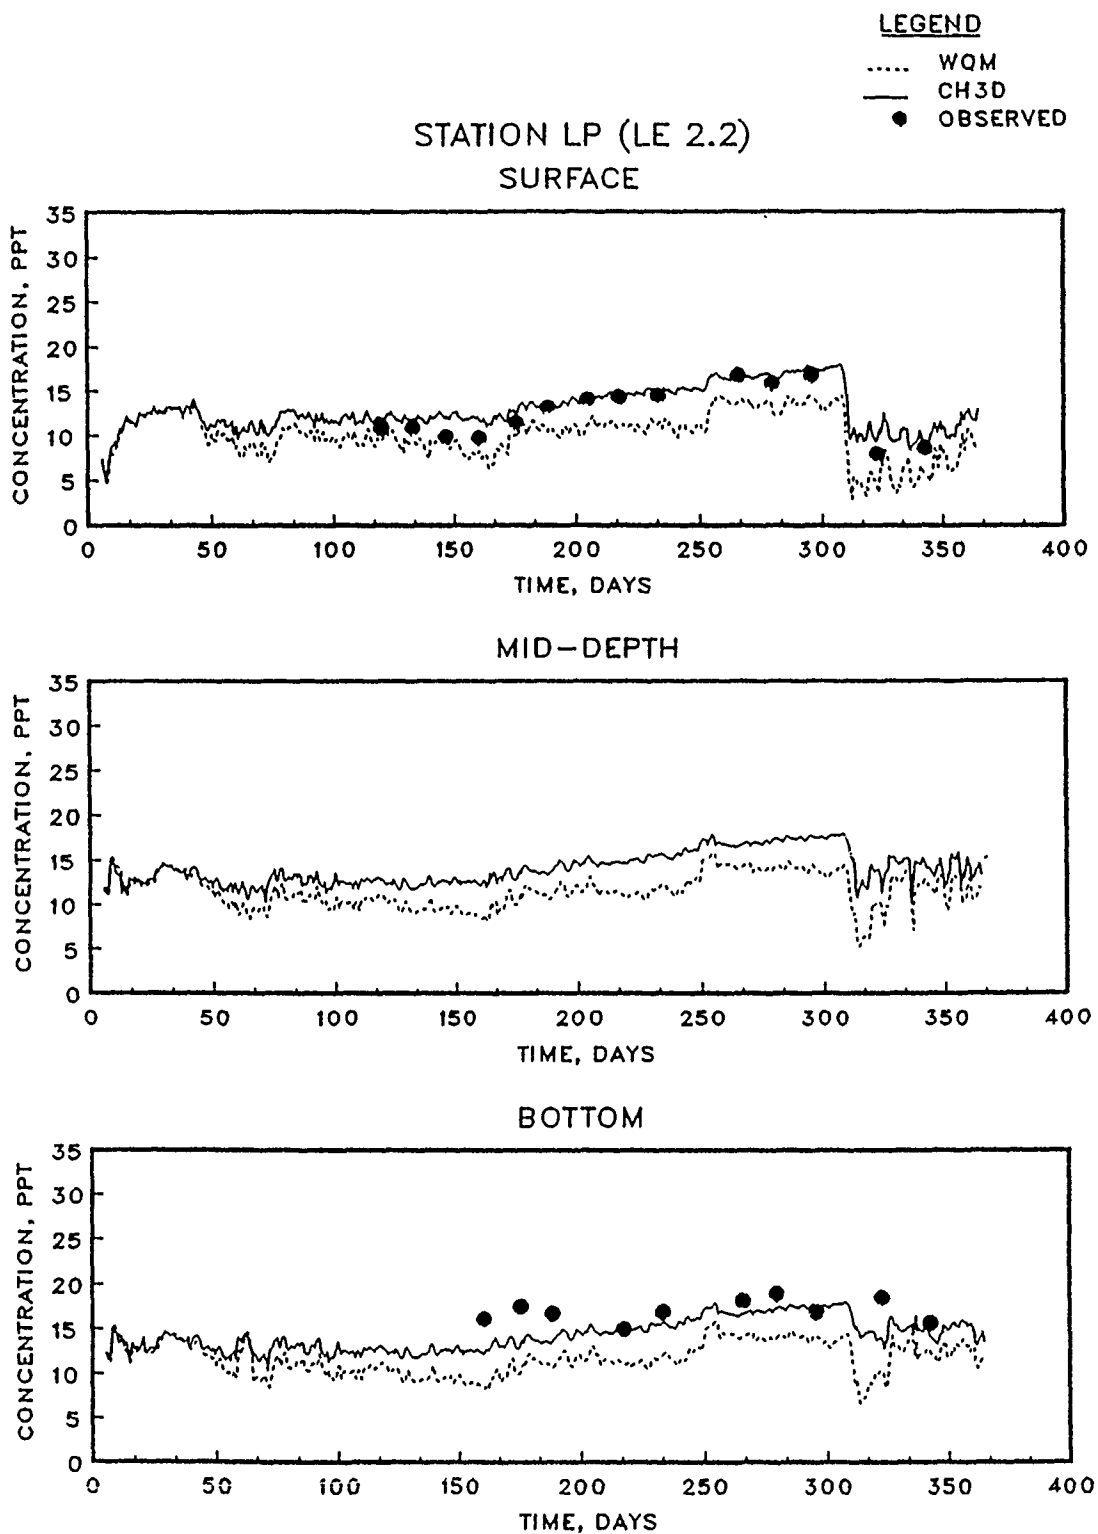 LEGEND
WQM
CH3D
OBSERVED
STATION LP (LE 2.2)
SURFACE
CONCENTRATION, PPT
35
30
25
20
15
10
5
0
0 50 100 150 200 250 300 350 400
TIME, DAYS
MID-DEPTH
CONCENTRATION, PPT
35
30
25
20
15
10
5
0
0 50 100 150 200 250 300 350 400
TIME, DAYS
BOTTOM
CONCENTRATION, PPT
35
30
25
20
15
10
5
0
0 50 100 150 200 250 300 350 400
TIME, DAYS